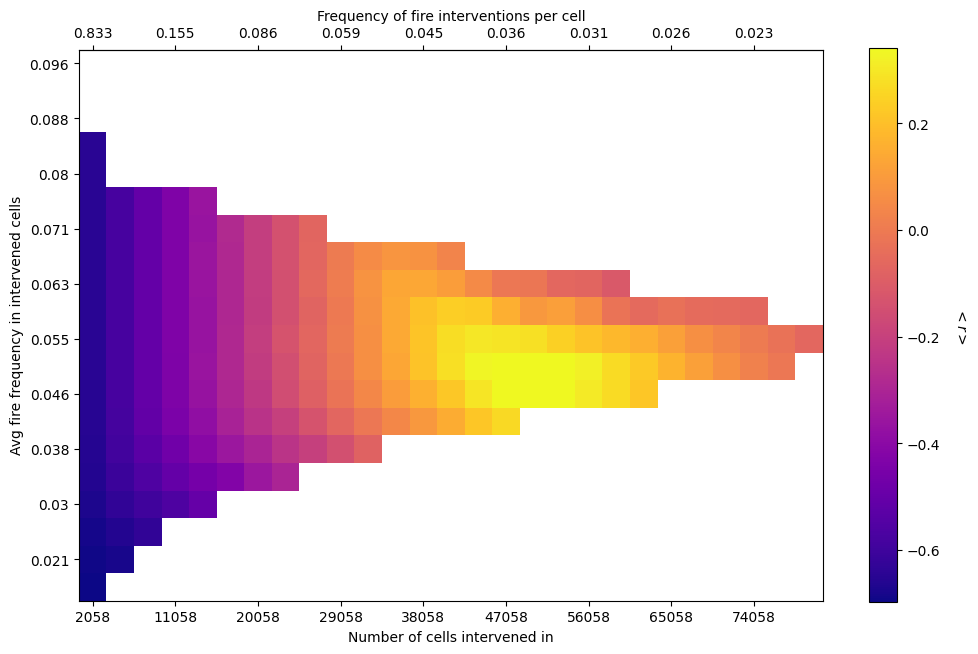 Frequency of fire interventions per cell
0.833 0.155 0.086 0.059 0.045 0.036 0.031 0.026 0.023
Avg fire frequency in intervened cells
0.096
0.088
0.08
0.071
0.063
0.055
0.046
0.038
0.03
0.021
2058 11058 20058 29058 38058 47058 56058 65058 74058
Number of cells intervened in
0.2
0.0
−0.2
−0.4
−0.6
< r >